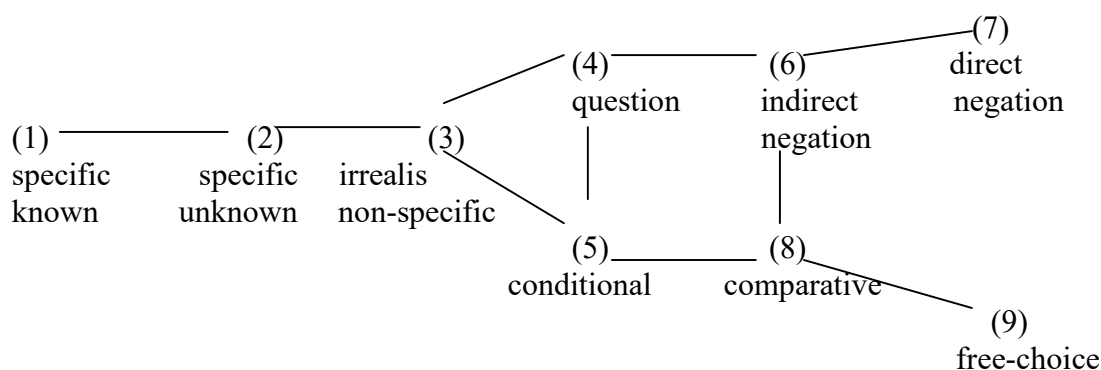 (7)
direct
negation
(4)
question
(6)
indirect
negation
(1)
specific
known
(2)
specific
unknown
(3)
irrealis
non-specific
(5)
conditional
(8)
comparative
(9)
free-choice